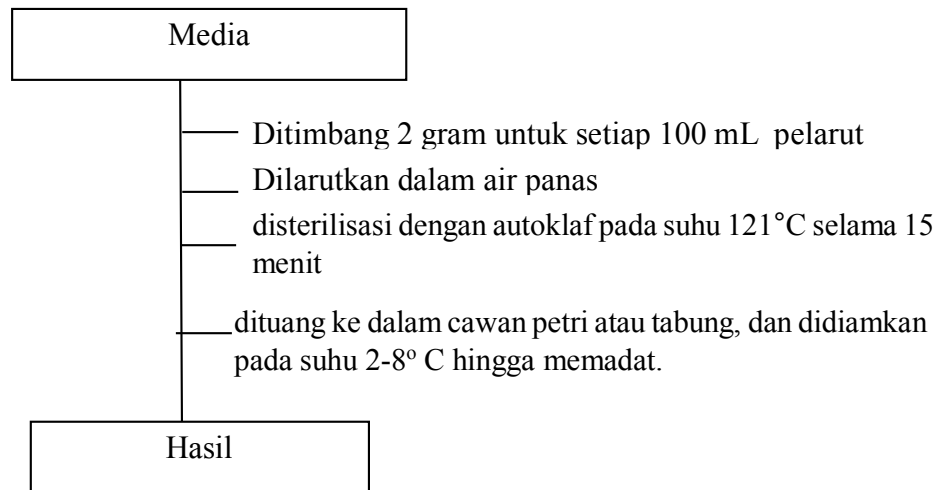 Media
Ditimbang 2 gram untuk setiap 100 mL pelarut
Dilarutkan dalam air panas
disterilisasi dengan autoklaf pada suhu 121°C selama 15
menit
dituang ke dalam cawan petri atau tabung, dan didiamkan
pada suhu 2-8º C hingga memadat.
Hasil